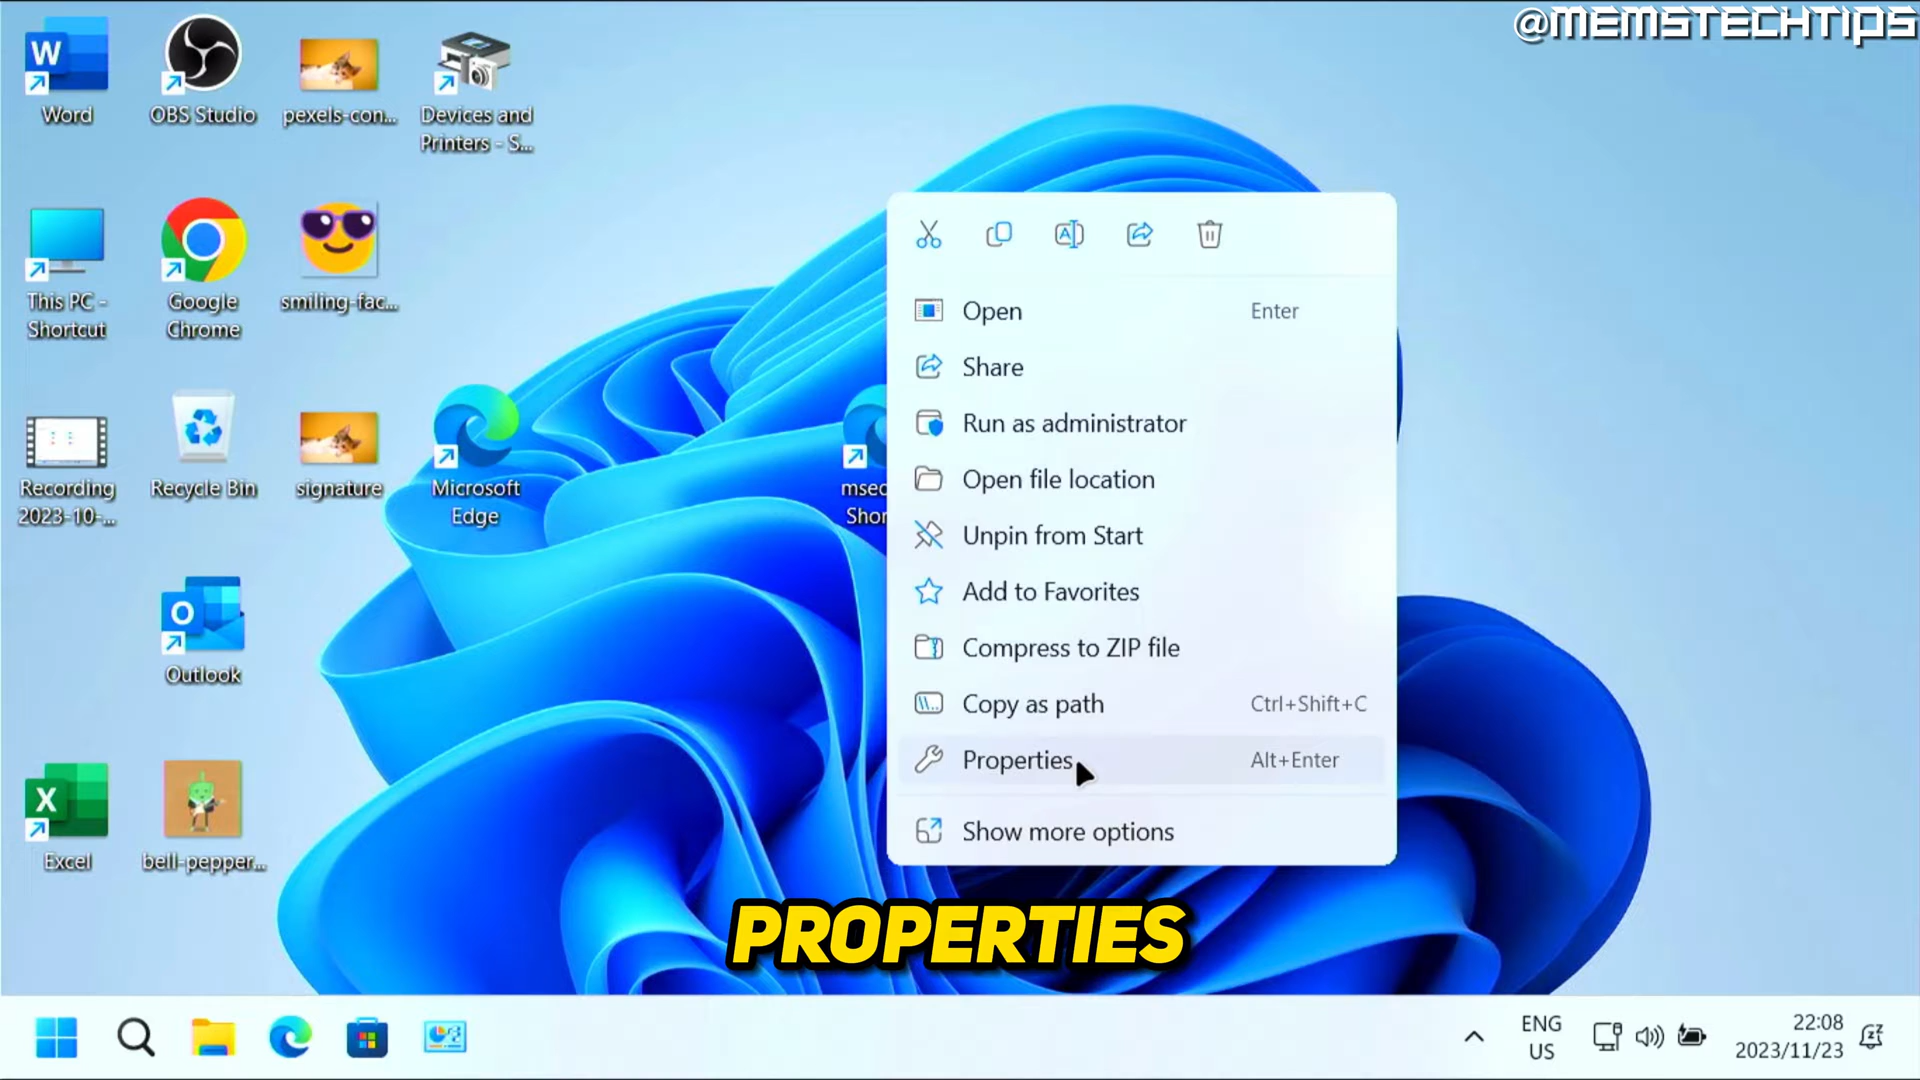 @MEMSTECHTIPS
Word
OBS Studio
pexels-con...
Devices and
Printers - S...
This PC -
Shortcut
Google
Chrome
smiling-fac...
Recording
2023-10-...
Recycle Bin
signature
Microsoft
Edge
msed
Shor
Outlook
Excel
bell-pepper...
Open Enter
Share
Run as administrator
Open file location
Unpin from Start
Add to Favorites
Compress to ZIP file
Copy as path Ctrl+Shift+C
Properties Alt+Enter
Show more options
PROPERTIES
ENG
US
22:08
2023/11/23